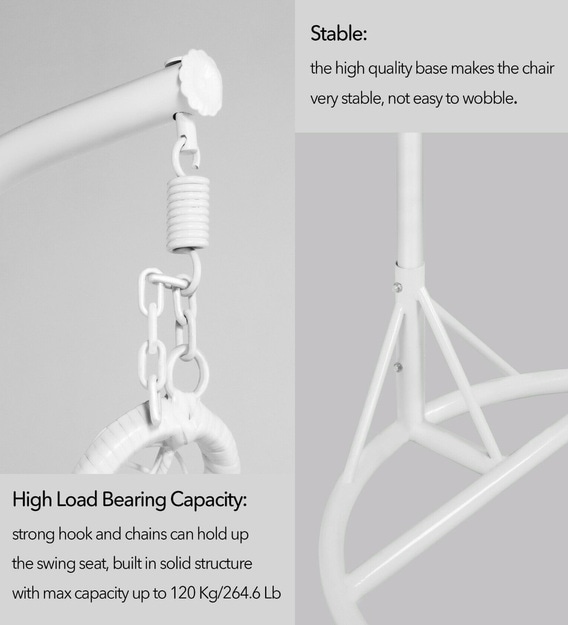 Stable:
the high quality base makes the chair
very stable, not easy to wobble.
High Load Bearing Capacity:
strong hook and chains can hold up
the swing seat, built in solid structure
with max capacity up to 120 Kg/264.6 Lb